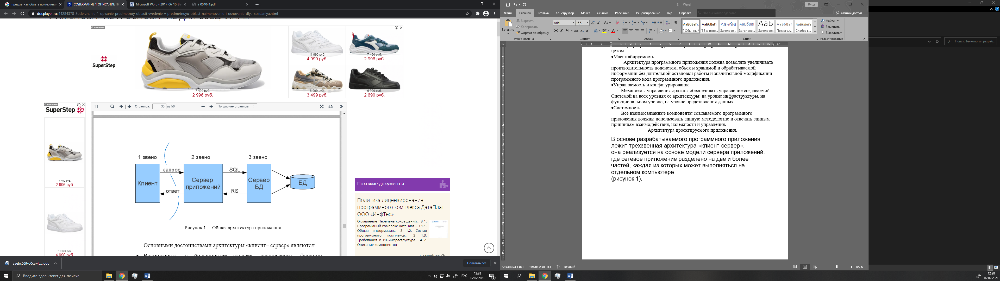 предметная облать поликлини
СОДЕРЖАНИЕ 1 ОПИСАНИЕ ПР
Microsoft Word - 2017_06_10_Ва
i_004041.pdf
docplayer.ru/44284378-Soderzhanie-1-opisanie-predmetnoy-oblasti-vvedenie-v-predmetnuyu-oblast-naimenovanie-i-osnovanie-dlya-sozdaniya.html
О компании
SuperStep
7 490 руб.
2 996 руб.
11 990 руб.
4 990 руб.
7 490 руб.
2 996 руб.
6 990 руб.
3 499 руб.
6 990 руб.
2 690 руб.
О компании
SuperStep
7 490 руб.
2 996 руб.
11 990 руб.
4 990 руб.
Страница: 35 из 56
По ширине страницы
1 звено
2 звено
3 звено
запрос
SQL
Клиент
Сервер приложений
Сервер БД
БД
ответ
RS
Рисунок 1 – Общая архитектура приложения
Основными достоинствами архитектуры «клиент– сервер» являются:
Возможность в большинстве случаев распределить функции
Похожие документы
Политика лицензирования
программного комплекса ДатаПлат
ООО «ИнфТех»
Оглавление Перечень сокращений... 3 1.
Программный комплекс ДатаПлат... 3 1.1.
Общая информация... 3 1.2. Состав
программного комплекса... 3 1.3.
Требования к ИТ-инфраструктуре... 4 2.
Описание компонентов
Подробнее
aaebc569-d0ce-4c....doc
Показать все
Введите здесь текст для поиска
РУС
12:28
02.02.2021
5
3 - Word
Вход
Файл Главная Вставка Конструктор Макет Ссылки Рассылки Рецензирование Вид Справка
Что вы хотите сделать?
Общий доступ
Вставить
Вырезать
Копировать
Формат по образцу
Буфер обмена
Arial
16,5
Ж К Ч abc x₂ x²
Шрифт
Абзац
АаБбВвГг,
¶ Обычный
АаБбВвГг,
¶ Без инте...
АаБбВв
Заголово...
АаБбВвГ
Заголово...
АаЬ
Заголовок
АаБбВвГ
Подзагол...
АаБбВвГг
Слабое в...
Стили
Найти
Заменить
Выделить
Редактирование
целом.
•Масштабируемость
Архитектура программного приложения должна позволять увеличивать
производительность подсистем, объемы хранимой и обрабатываемой
информации без длительной остановки работы и значительной модификации
программного кода программного приложения.
•Управляемость и конфигурирование
Механизмы управления должны обеспечивать управление создаваемой
Системой на всех уровнях ее архитектуры: на уровне инфраструктуры, на
функциональном уровне, на уровне представления данных.
•Системность
Все взаимосвязанные компоненты создаваемого программного
приложения должны использовать единую методологию и отвечать единым
принципам взаимодействия, надежности и управления.
Архитектура проектируемого приложения.
В основе разрабатываемого программного приложения
лежит трехзвенная архитектура «клиент-сервер»,
она реализуется на основе модели сервера приложений,
где сетевое приложение разделено на две и более
частей, каждая из которых может выполняться на
отдельном компьютере
(рисунок 1).
Страница 1 из 1
Число слов: 164
русский
100 %
Поиск: Технология разраб...
12:28
02.02.2021